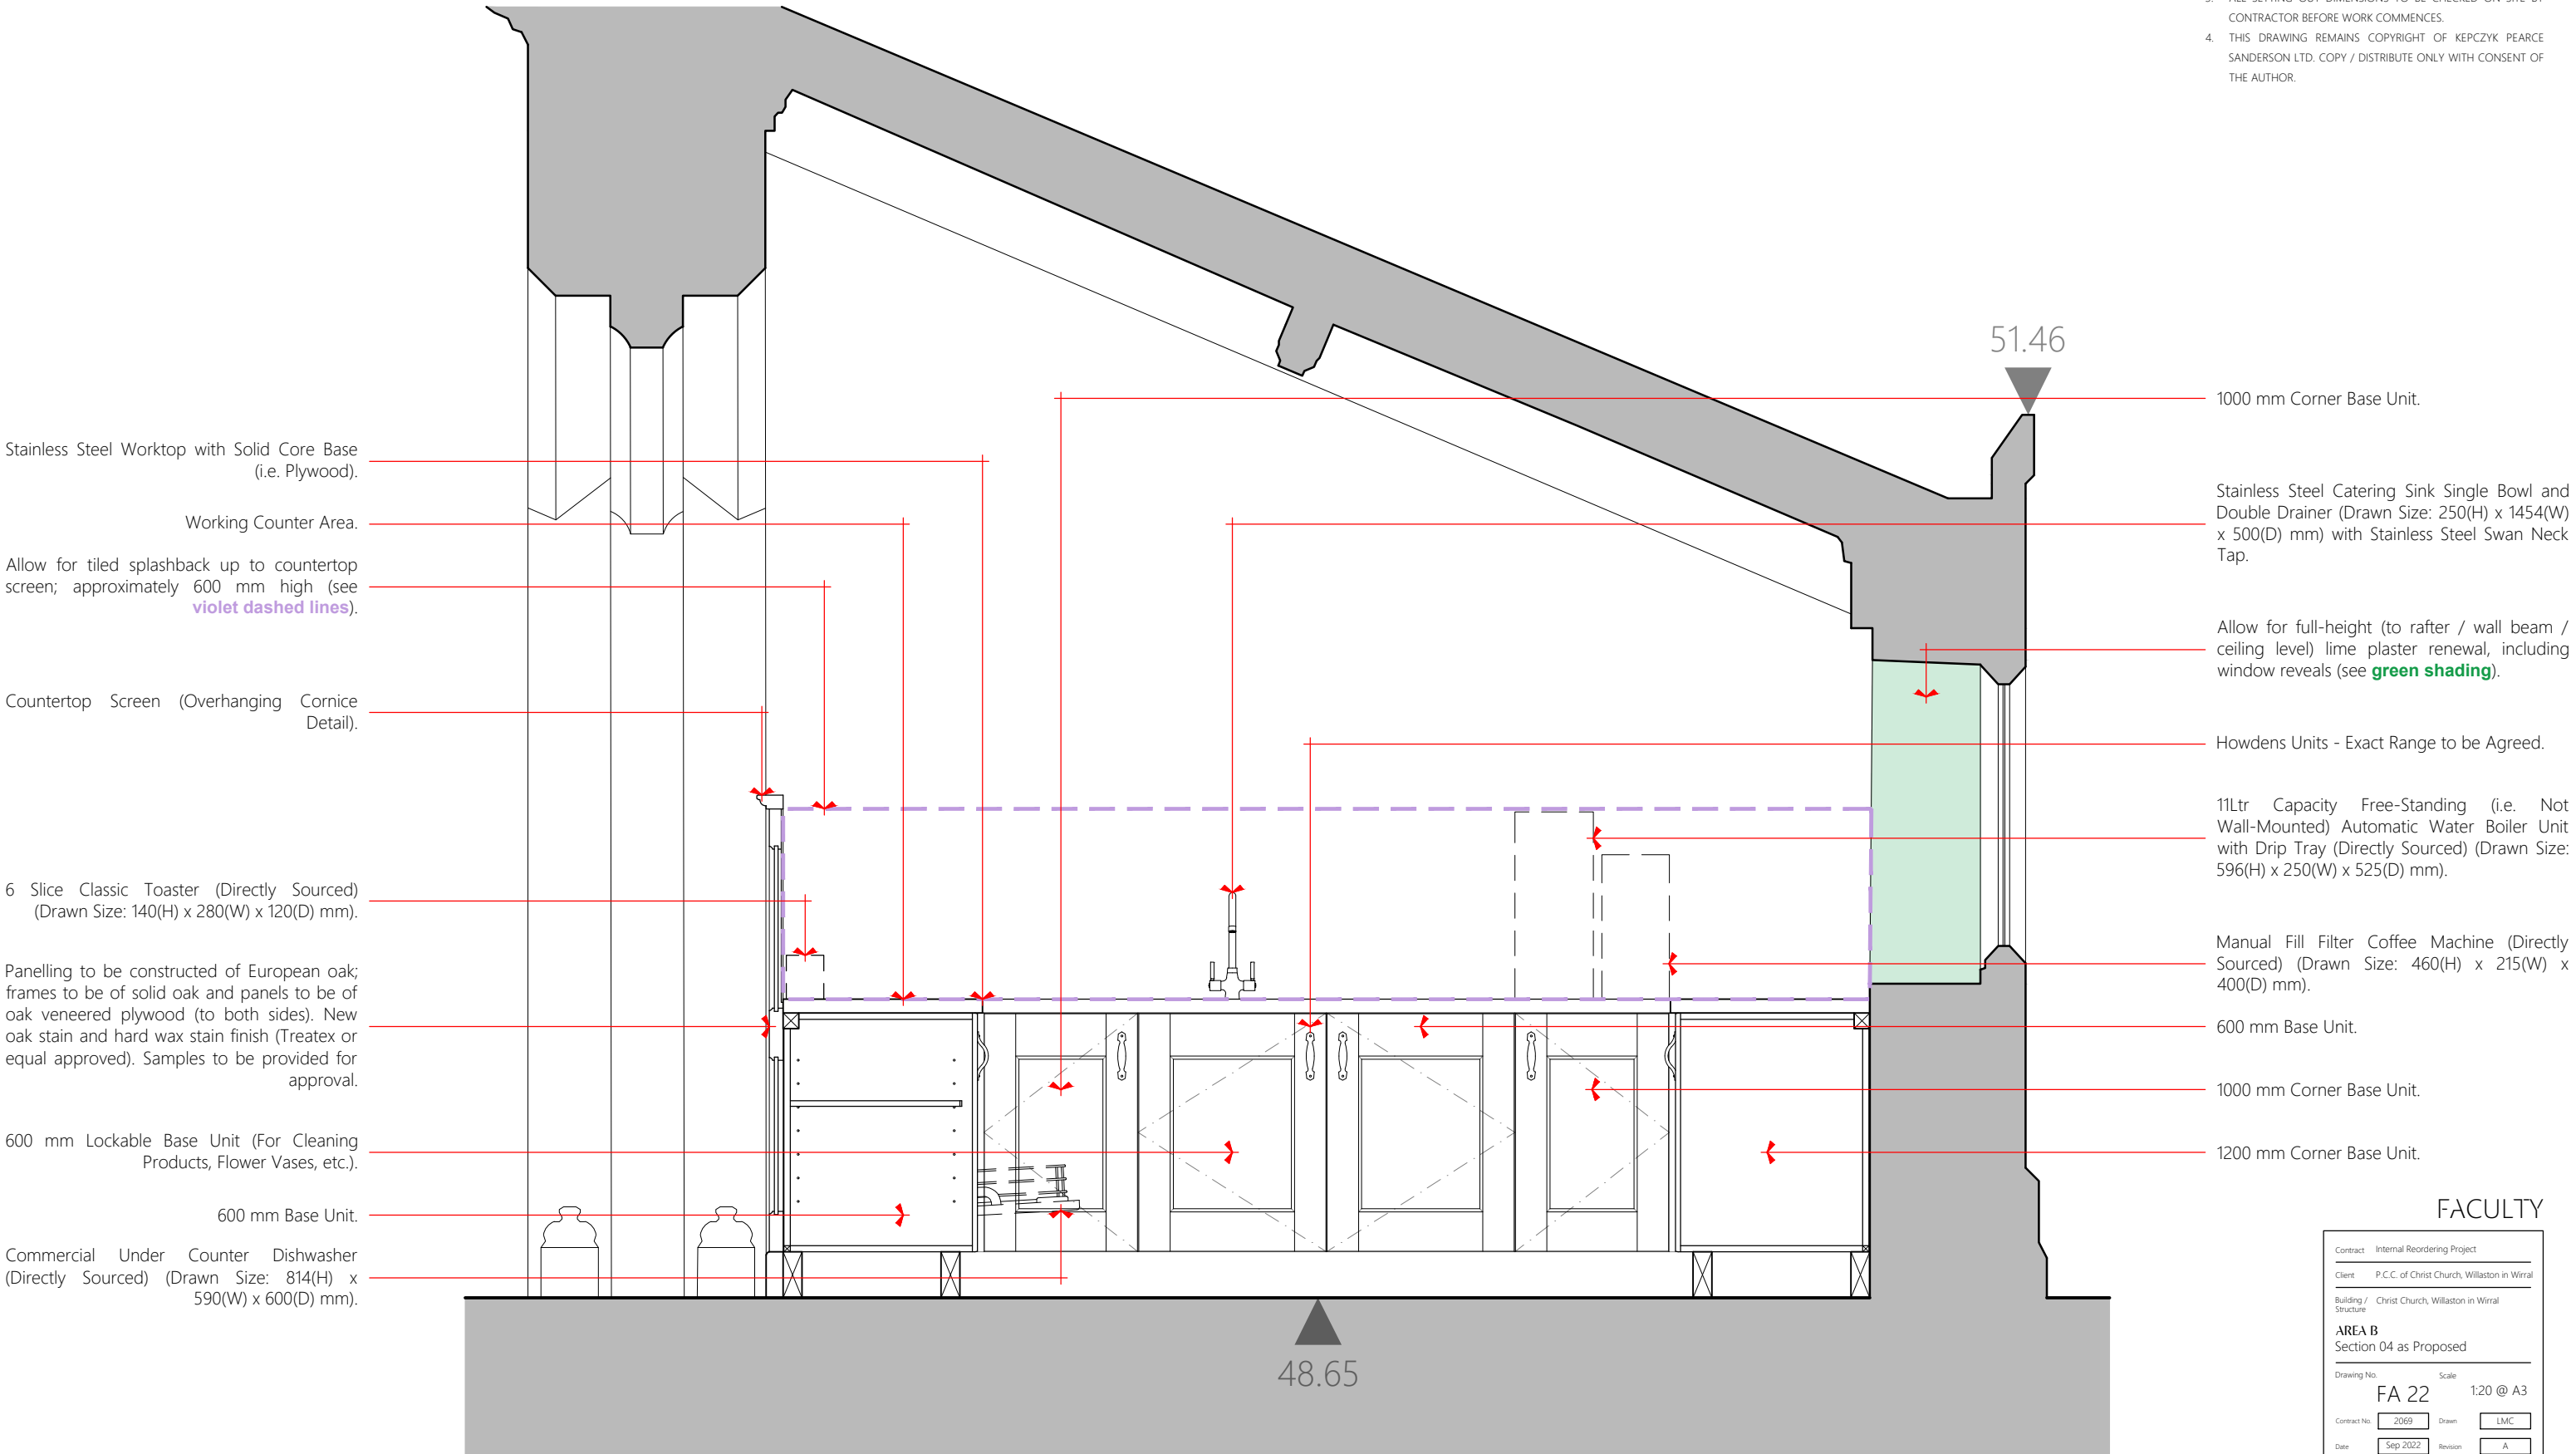 CONTRACTOR BEFORE WORK COMMENCES.
4. THIS DRAWING REMAINS COPYRIGHT OF KEPCZYK PEARCE
SANDERSON LTD. COPY / DISTRIBUTE ONLY WITH CONSENT OF
THE AUTHOR.
51.46
Stainless Steel Worktop with Solid Core Base
(i.e. Plywood).
Working Counter Area.
Allow for tiled splashback up to countertop
screen; approximately 600 mm high (see
violet dashed lines).
Countertop Screen (Overhanging Cornice
Detail).
6 Slice Classic Toaster (Directly Sourced)
(Drawn Size: 140(H) x 280(W) x 120(D) mm).
Panelling to be constructed of European oak;
frames to be of solid oak and panels to be of
oak veneered plywood (to both sides). New
oak stain and hard wax stain finish (Treatex or
equal approved). Samples to be provided for
approval.
600 mm Lockable Base Unit (For Cleaning
Products, Flower Vases, etc.).
600 mm Base Unit.
Commercial Under Counter Dishwasher
(Directly Sourced) (Drawn Size: 814(H) x
590(W) x 600(D) mm).
1000 mm Corner Base Unit.
Stainless Steel Catering Sink Single Bowl and
Double Drainer (Drawn Size: 250(H) x 1454(W)
x 500(D) mm) with Stainless Steel Swan Neck
Tap.
Allow for full-height (to rafter / wall beam /
ceiling level) lime plaster renewal, including
window reveals (see green shading).
Howdens Units - Exact Range to be Agreed.
11Ltr Capacity Free-Standing (i.e. Not
Wall-Mounted) Automatic Water Boiler Unit
with Drip Tray (Directly Sourced) (Drawn Size:
596(H) x 250(W) x 525(D) mm).
Manual Fill Filter Coffee Machine (Directly
Sourced) (Drawn Size: 460(H) x 215(W) x
400(D) mm).
600 mm Base Unit.
1000 mm Corner Base Unit.
1200 mm Corner Base Unit.
48.65
FACULTY
Contract Internal Reordering Project
Client P.C.C. of Christ Church, Willaston in Wirral
Building / Christ Church, Willaston in Wirral
Structure
AREA B
Section 04 as Proposed
Drawing No. Scale
FA 22 1:20 @ A3
Contract No. 2069 Drawn LMC
Date Sep 2022 Revision A